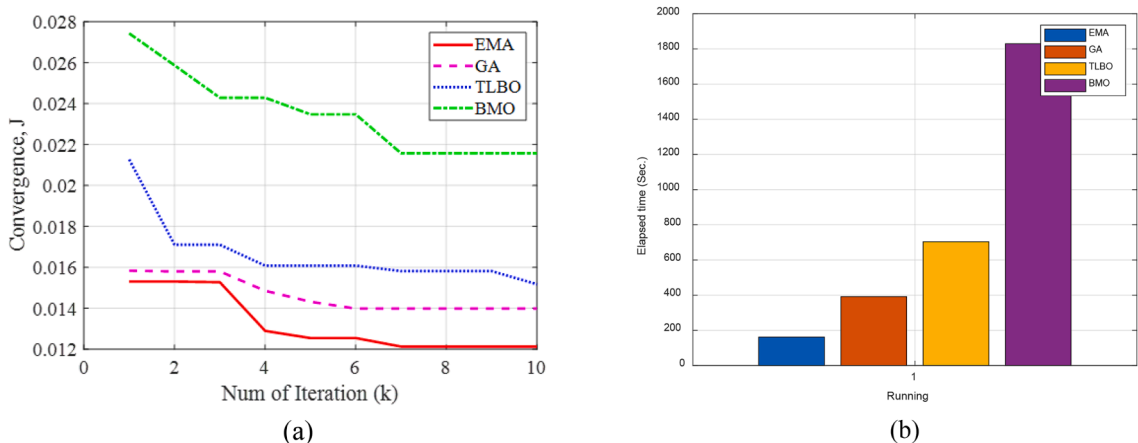 0.028
0.026
0.024
0.022
0.02
0.018
0.016
0.014
0.012
Convergence, J
0
2
4
6
8
10
Num of Iteration (k)
EMA
GA
TLBO
BMO
(a)
2000
1800
1600
1400
1200
1000
800
600
400
200
0
Elapsed time (Sec.)
1
Running
EMA
GA
TLBO
BMO
(b)